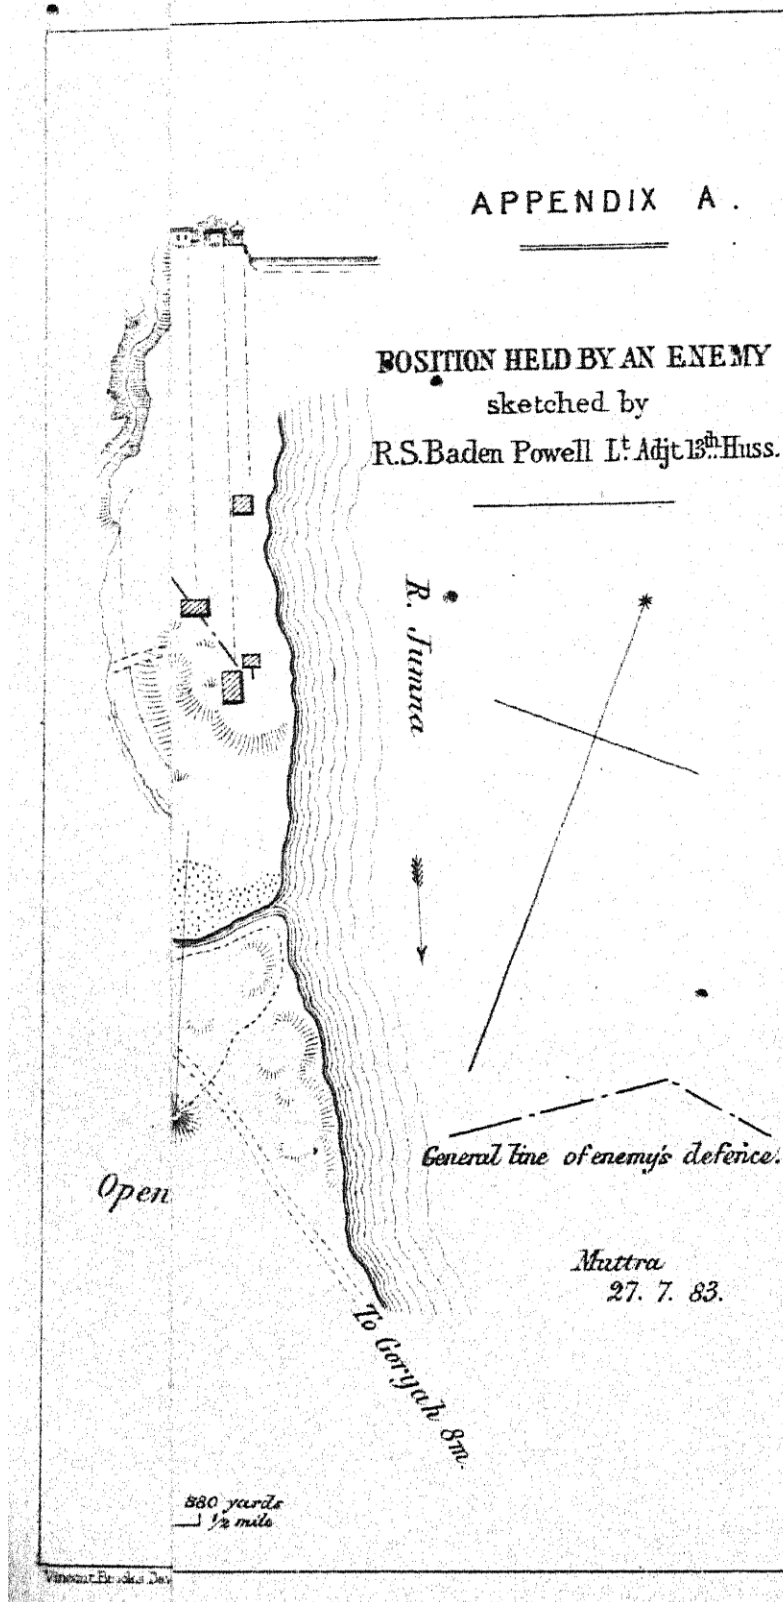 APPENDIX A.
POSITION HELD BY AN ENEMY
sketched by
R.S. Baden Powell Lt. Adjt 13th Huss.
R. Jumna
General line of enemy's defence.
Open
Muttra
27. 7. 83.
To Goryah 8m.
880 yards
1/2 mile
Vincent Brooks Day